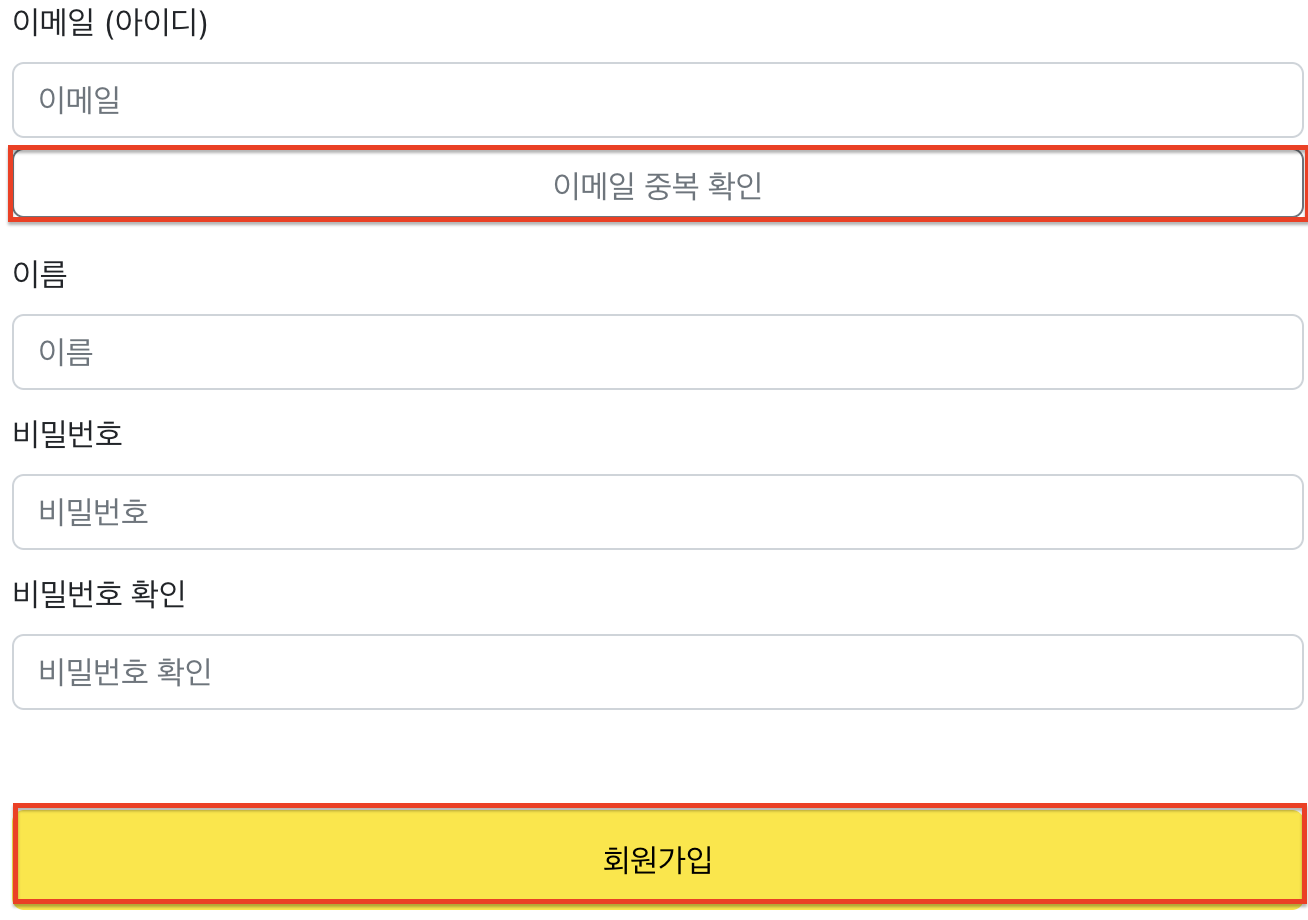 이메일 (아이디)
이메일
이메일 중복 확인
이름
이름
비밀번호
비밀번호
비밀번호 확인
비밀번호 확인
회원가입